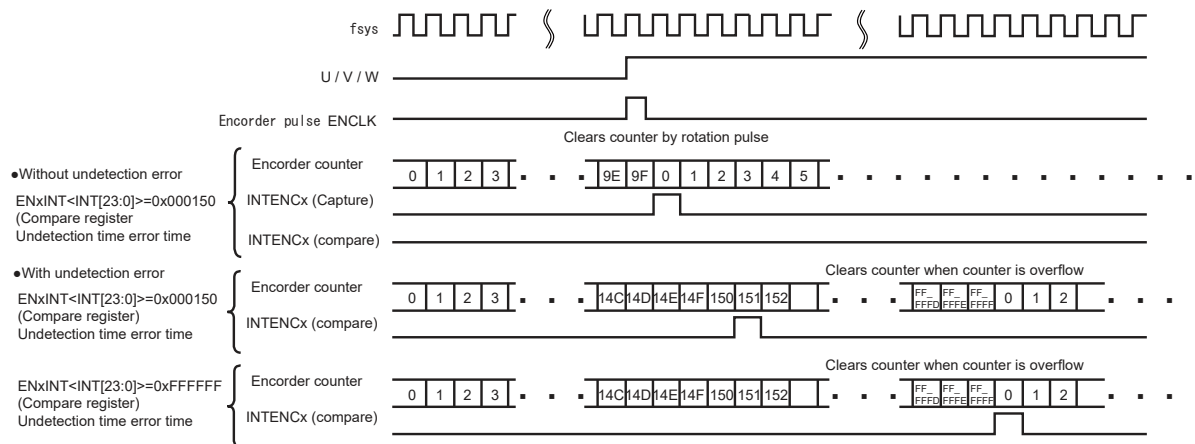 fsys
U / V / W
Encorder pulse ENCLK
Clears counter by rotation pulse
●Without undetection error
ENxINT<INT[23:0]>=0x000150
(Compare register
Undetection time error time
Encorder counter
0 1 2 3 ▪ ▪ ▪ 9E 9F 0 1 2 3 4 5 ▪ ▪ ▪ ▪ ▪ ▪ ▪ ▪ ▪ ▪ ▪ ▪ ▪
INTENCx (Capture)
INTENCx (compare)
●With undetection error
Clears counter when counter is overflow
ENxINT<INT[23:0]>=0x000150
(Compare register)
Undetection time error time
Encorder counter
0 1 2 3 ▪ ▪ ▪ 14C 14D 14E 14F 150 151 152 ▪ ▪ ▪ FF_FFFD FF_FFFE FF_FFFF 0 1 2 ▪ ▪ ▪
INTENCx (compare)
Clears counter when counter is overflow
ENxINT<INT[23:0]>=0xFFFFFF
(Compare register)
Undetection time error time
Encorder counter
0 1 2 3 ▪ ▪ ▪ 14C 14D 14E 14F 150 151 152 ▪ ▪ ▪ FF_FFFD FF_FFFE FF_FFFF 0 1 2 ▪ ▪ ▪
INTENCx (compare)